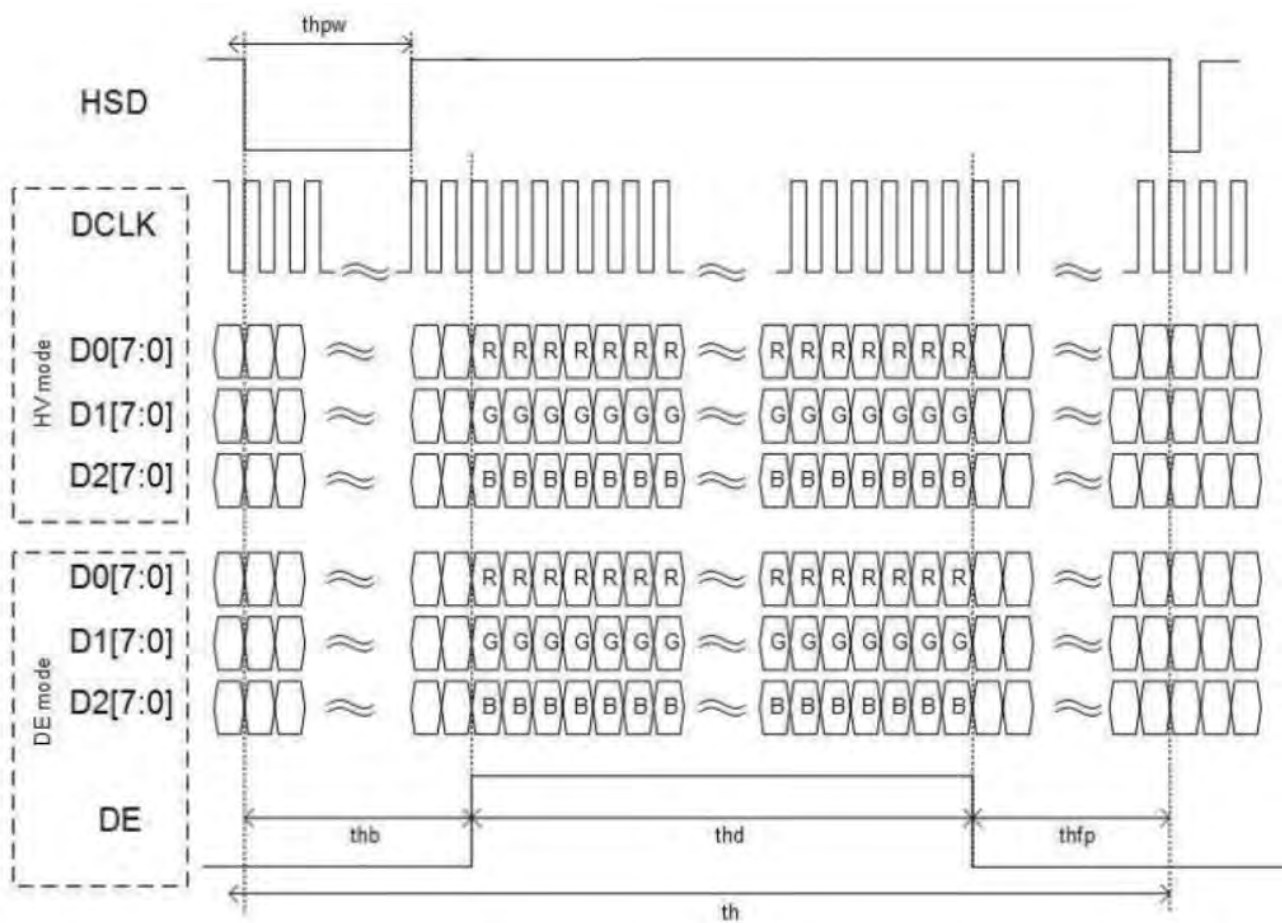 thpw
HSD
DCLK
HV mode
D0[7:0] R R R R R R R R R R R R R R
D1[7:0] G G G G G G G G G G G G G G
D2[7:0] B B B B B B B B B B B B B B
DE mode
D0[7:0] R R R R R R R R R R R R R R
D1[7:0] G G G G G G G G G G G G G G
D2[7:0] B B B B B B B B B B B B B B
DE
thb thd thfp
th